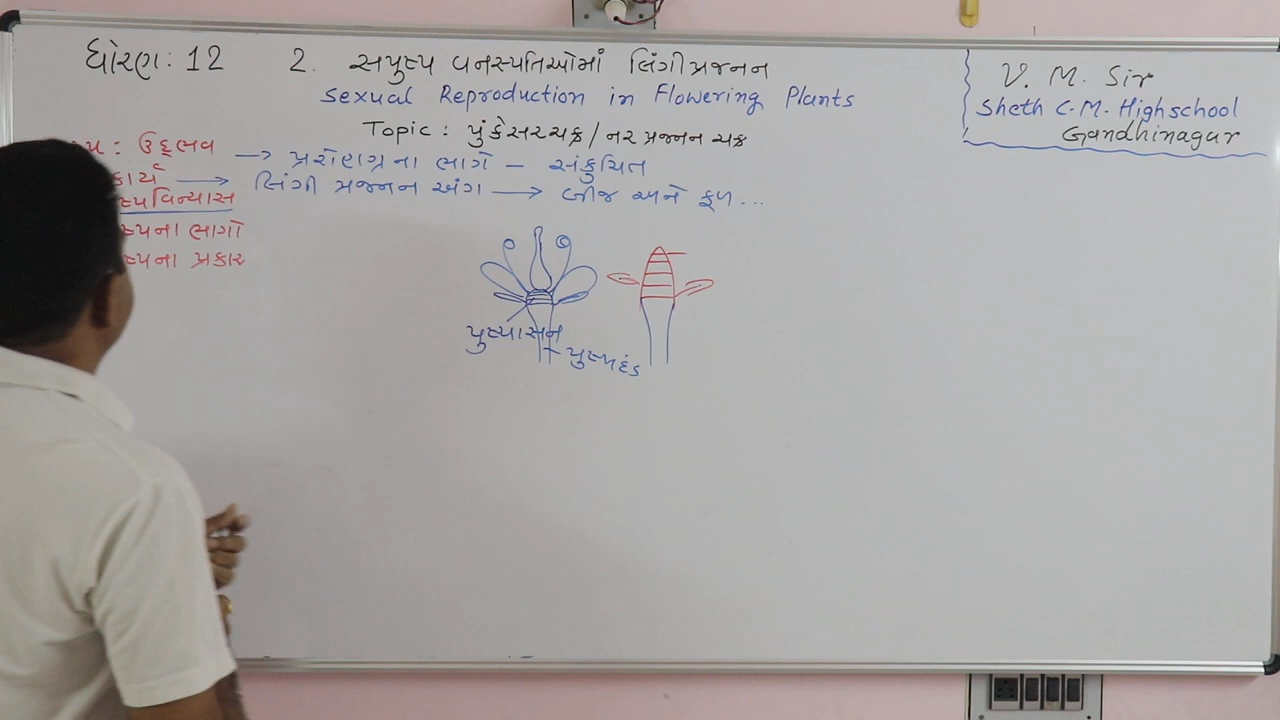 ધોરણ : 12
2. સપુષ્પ વનસ્પતિઓમાં લિંગી પ્રજનન
Sexual Reproduction in Flowering Plants
Topic : પુંકેસરચક્ર / નર પ્રજનન ચક્ર
V. M. Sir
Sheth C. M. Highschool
Gandhinagar
: ઉદ્ભવ → પ્રરોહાગ્રના ભાગે – સંકુચિત
કાર્ય → લિંગી પ્રજનન અંગ → બીજ અને ફળ...
ષ્પવિન્યાસ
ષ્પના ભાગો
ષ્પના પ્રકાર
પુષ્પાસન
પુષ્પદંડ